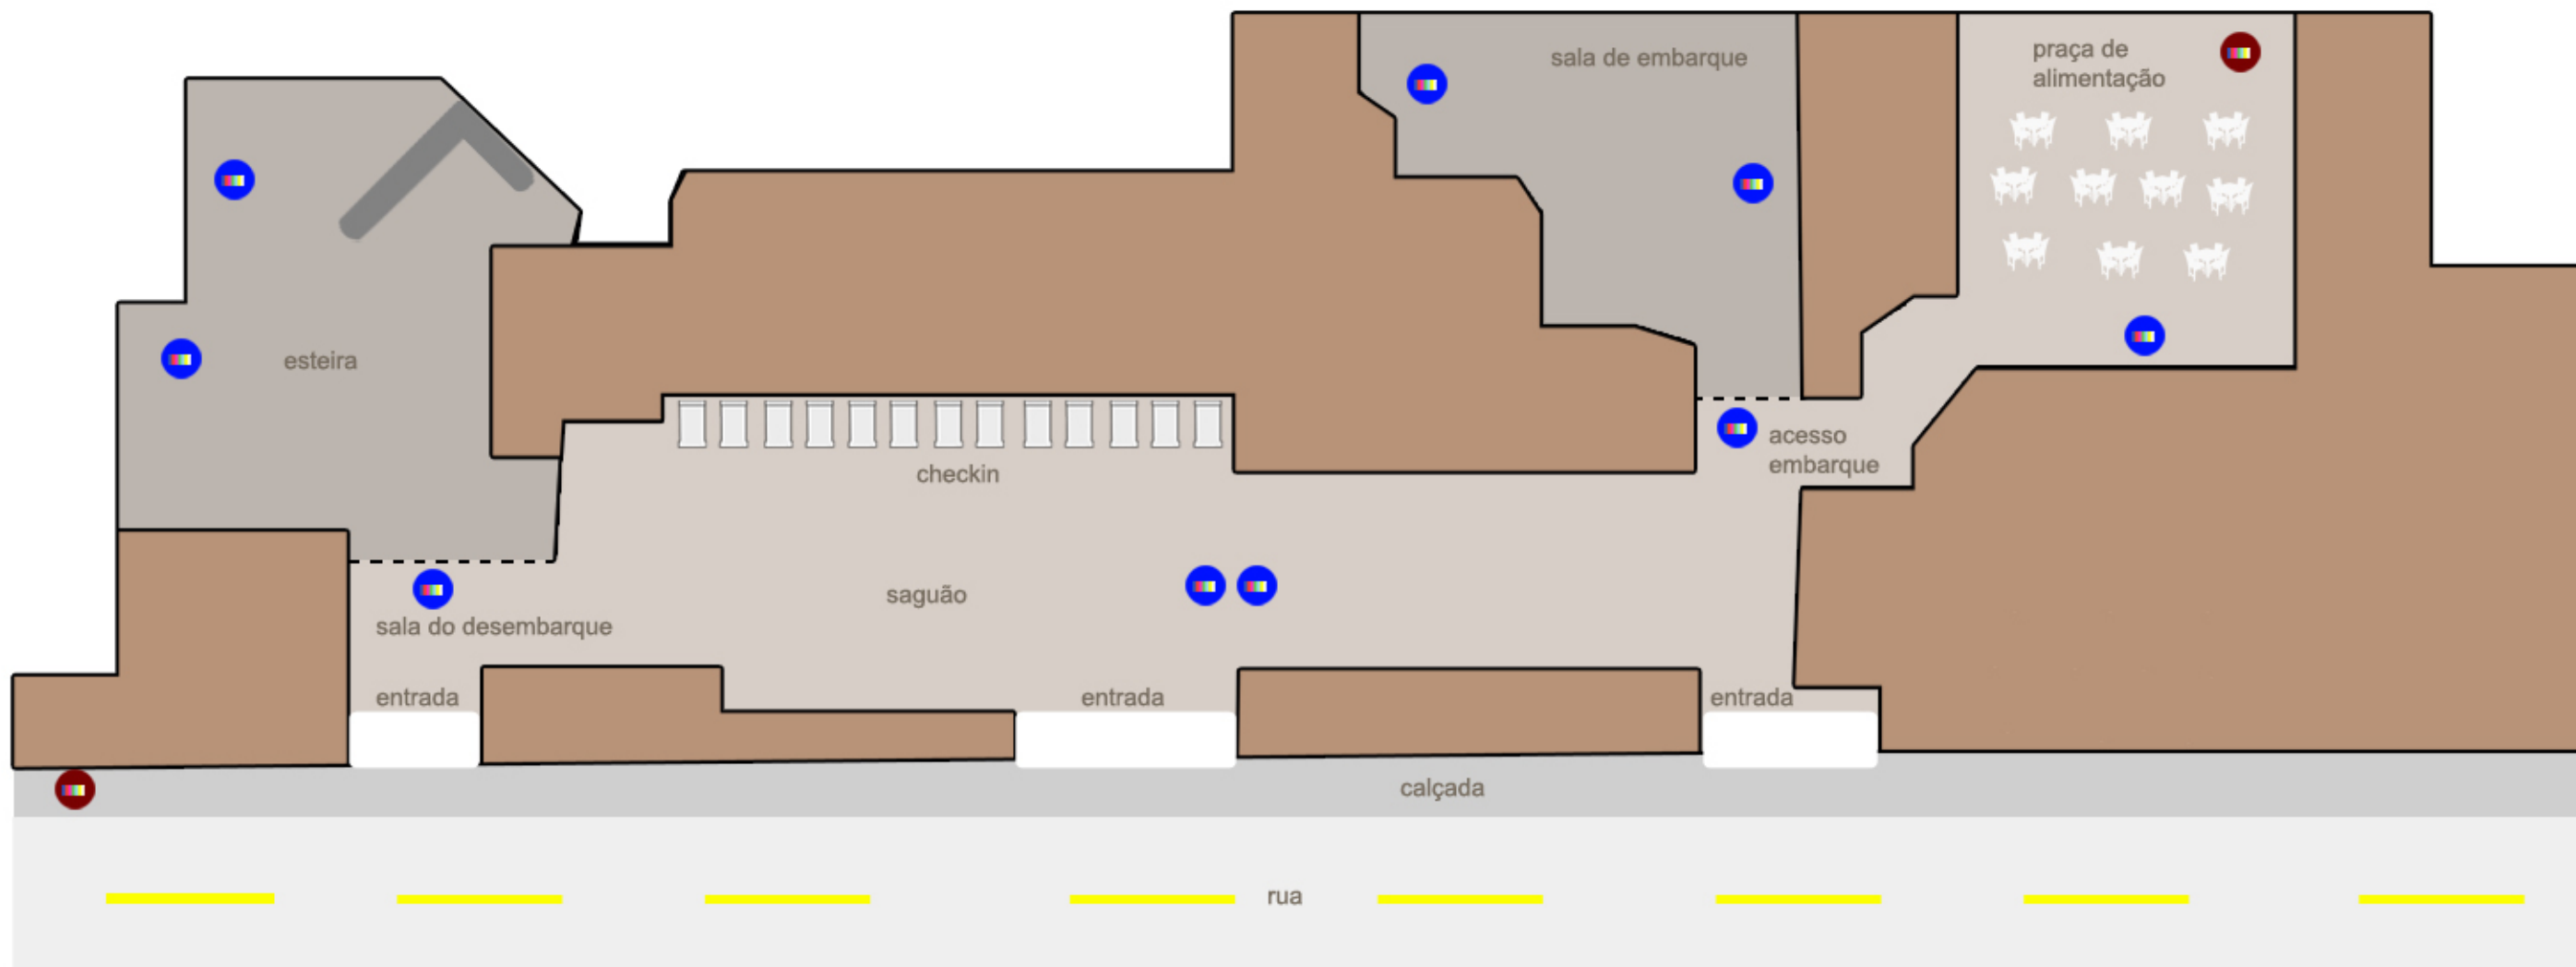 sala de embarque
praça de
alimentação
esteira
acesso
embarque
checkin
saguão
sala do desembarque
entrada
entrada
entrada
calçada
rua